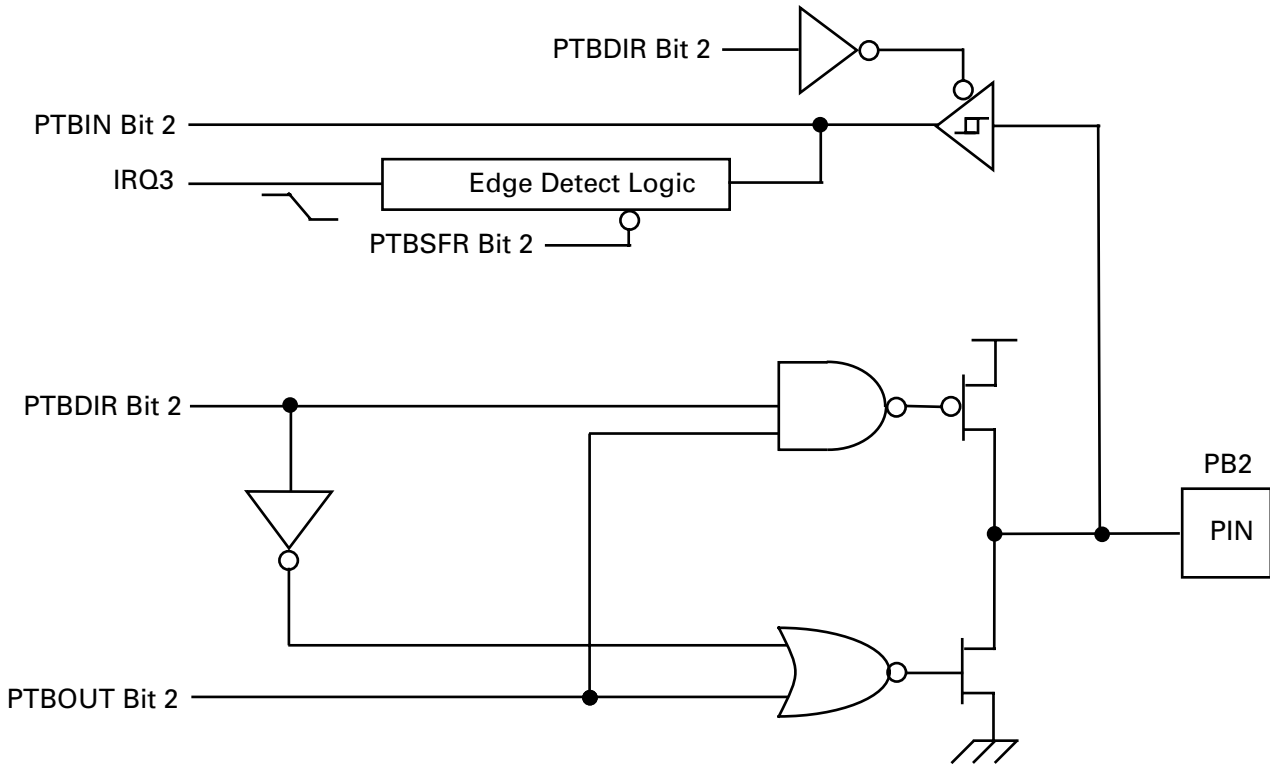 PTBDIR Bit 2
PTBIN Bit 2
IRQ3
Edge Detect Logic
PTBSFR Bit 2
PTBDIR Bit 2
PB2
PIN
PTBOUT Bit 2